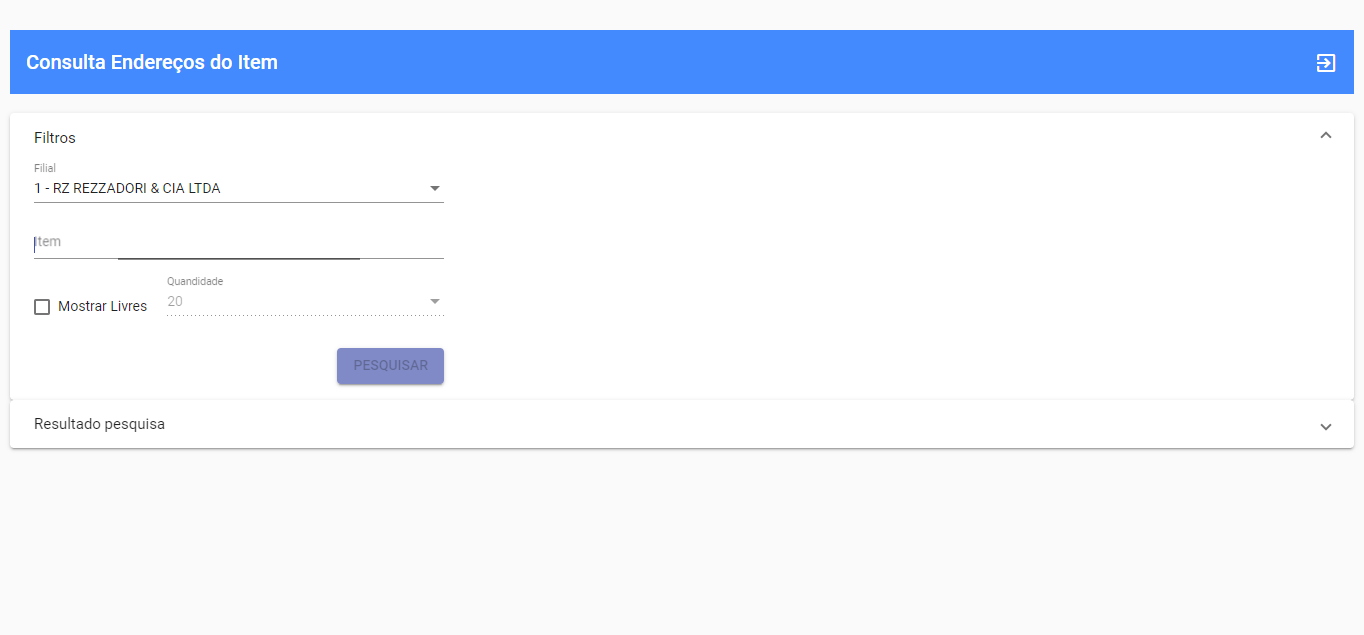 Consulta Endereços do Item
Filtros
Filial
1 - RZ REZZADORI & CIA LTDA
Item
Quandidade
Mostrar Livres
20
PESQUISAR
Resultado pesquisa